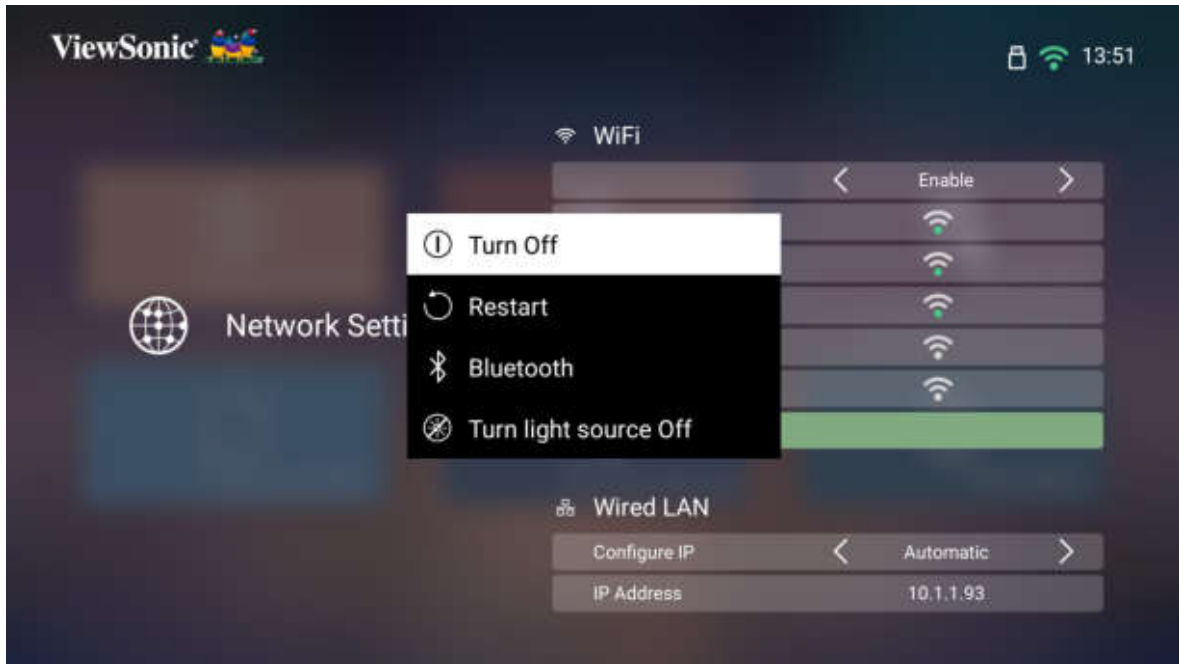 ViewSonic®
13:51
WiFi
Enable
Turn Off
Restart
Network Setti
Bluetooth
Turn light source Off
Wired LAN
Configure IP
Automatic
IP Address
10.1.1.93